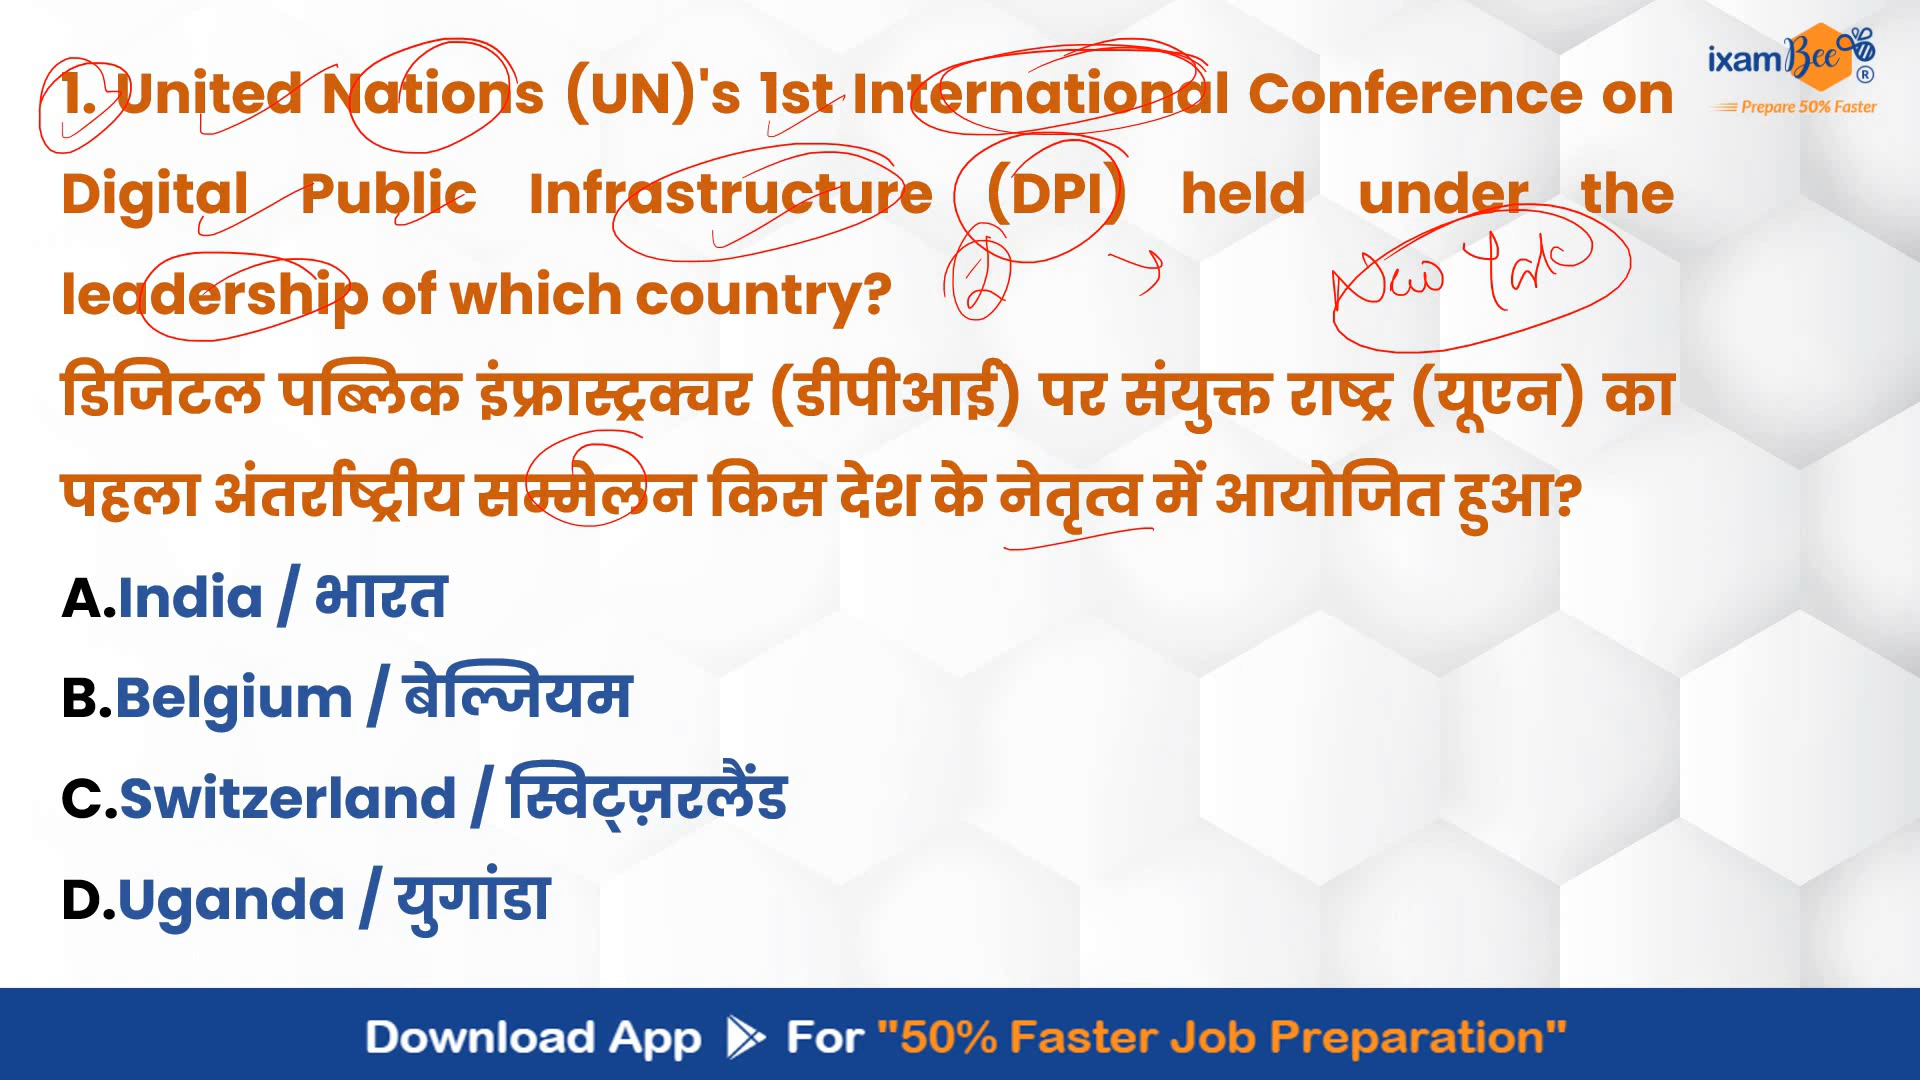 ixamBee®
Prepare 50% Faster
1. United Nations (UN)'s 1st International Conference on
Digital Public Infrastructure (DPI) held under the
leadership of which country?
New York
डिजिटल पब्लिक इंफ्रास्ट्रक्चर (डीपीआई) पर संयुक्त राष्ट्र (यूएन) का
पहला अंतर्राष्ट्रीय सम्मेलन किस देश के नेतृत्व में आयोजित हुआ?
A.India / भारत
B.Belgium / बेल्जियम
C.Switzerland / स्विट्ज़रलैंड
D.Uganda / युगांडा
Download App For "50% Faster Job Preparation"